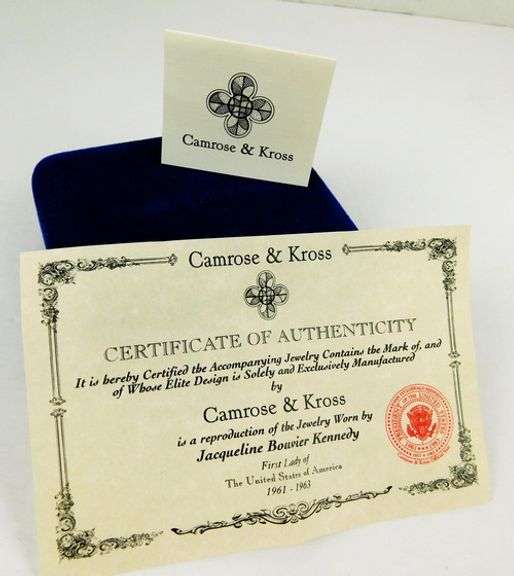 Camrose & Kross
Camrose & Kross
CERTIFICATE OF AUTHENTICITY
It is hereby Certified the Accompanying Jewelry Contains the Mark of, and
of Whose Elite Design is Solely and Exclusively Manufactured
by
Camrose & Kross
is a reproduction of the Jewelry Worn by
Jacqueline Bouvier Kennedy
First Lady of
The United States of America
1961 - 1963